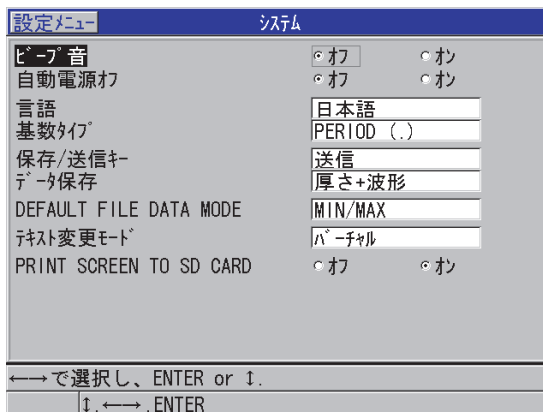 設定ﾒﾆｭｰ ｼｽﾃﾑ
ﾋﾞｰﾌﾟ音 ｵﾌ ｵﾝ
自動電源ｵﾌ ｵﾌ ｵﾝ
言語 日本語
基数ﾀｲﾌﾟ PERIOD (.)
保存/送信ｷｰ 送信
ﾃﾞｰﾀ保存 厚さ+波形
DEFAULT FILE DATA MODE MIN/MAX
ﾃｷｽﾄ変更ﾓｰﾄﾞ ﾊﾞｰﾁｬﾙ
PRINT SCREEN TO SD CARD ｵﾌ ｵﾝ
←→で選択し、ENTER or ↕.
↕,←→,ENTER